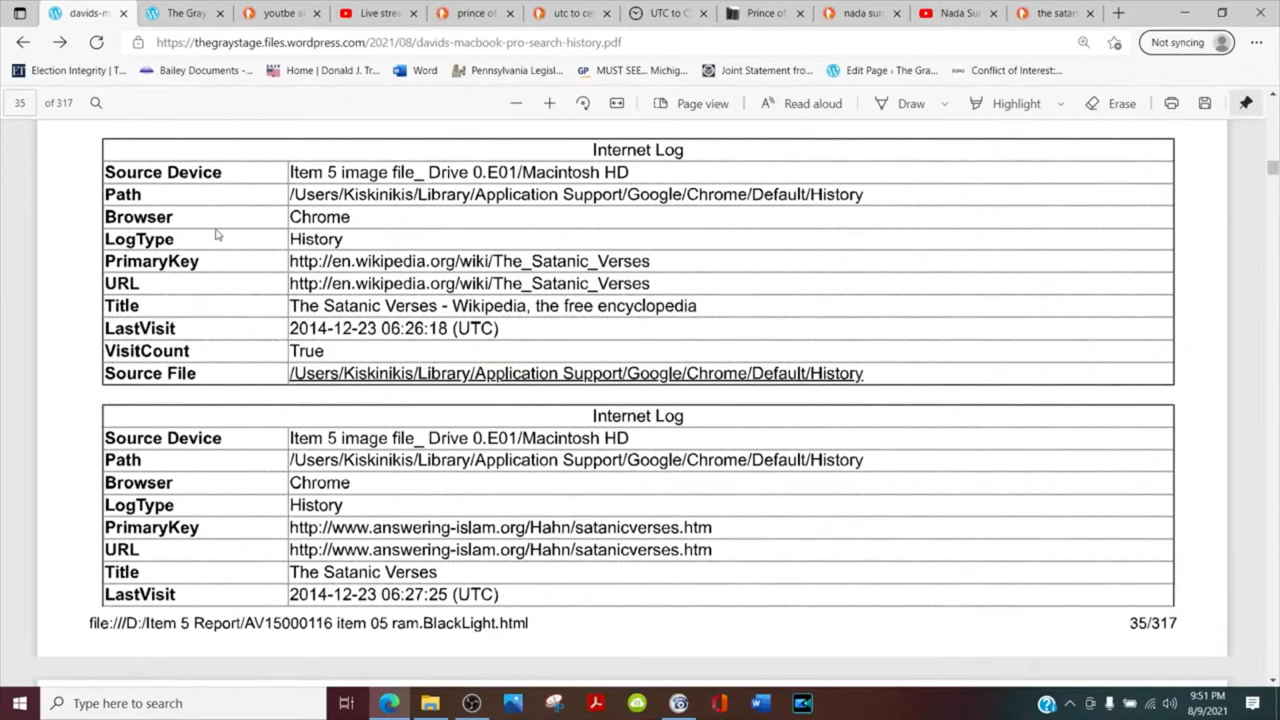 davids-m
The Gray
youtbe ar
Live strea
prince of
utc to ce
UTC to C
Prince of
nada sur
Nada Su
the satan
https://thegraystage.files.wordpress.com/2021/08/davids-macbook-pro-search-history.pdf
Not syncing
Election Integrity | T...
Bailey Documents -...
Home | Donald J. Tr...
Word
Pennsylvania Legisl...
MUST SEE... Michig...
Joint Statement fro...
Edit Page ‹ The Gra...
Conflict of Interest:...
35 of 317
Page view
Read aloud
Draw
Highlight
Erase
Internet Log
Source Device Item 5 image file_ Drive 0.E01/Macintosh HD
Path /Users/Kiskinikis/Library/Application Support/Google/Chrome/Default/History
Browser Chrome
LogType History
PrimaryKey http://en.wikipedia.org/wiki/The_Satanic_Verses
URL http://en.wikipedia.org/wiki/The_Satanic_Verses
Title The Satanic Verses - Wikipedia, the free encyclopedia
LastVisit 2014-12-23 06:26:18 (UTC)
VisitCount True
Source File /Users/Kiskinikis/Library/Application Support/Google/Chrome/Default/History
Internet Log
Source Device Item 5 image file_ Drive 0.E01/Macintosh HD
Path /Users/Kiskinikis/Library/Application Support/Google/Chrome/Default/History
Browser Chrome
LogType History
PrimaryKey http://www.answering-islam.org/Hahn/satanicverses.htm
URL http://www.answering-islam.org/Hahn/satanicverses.htm
Title The Satanic Verses
LastVisit 2014-12-23 06:27:25 (UTC)
file:///D:/Item 5 Report/AV15000116 item 05 ram.BlackLight.html 35/317
Type here to search
9:51 PM
8/9/2021